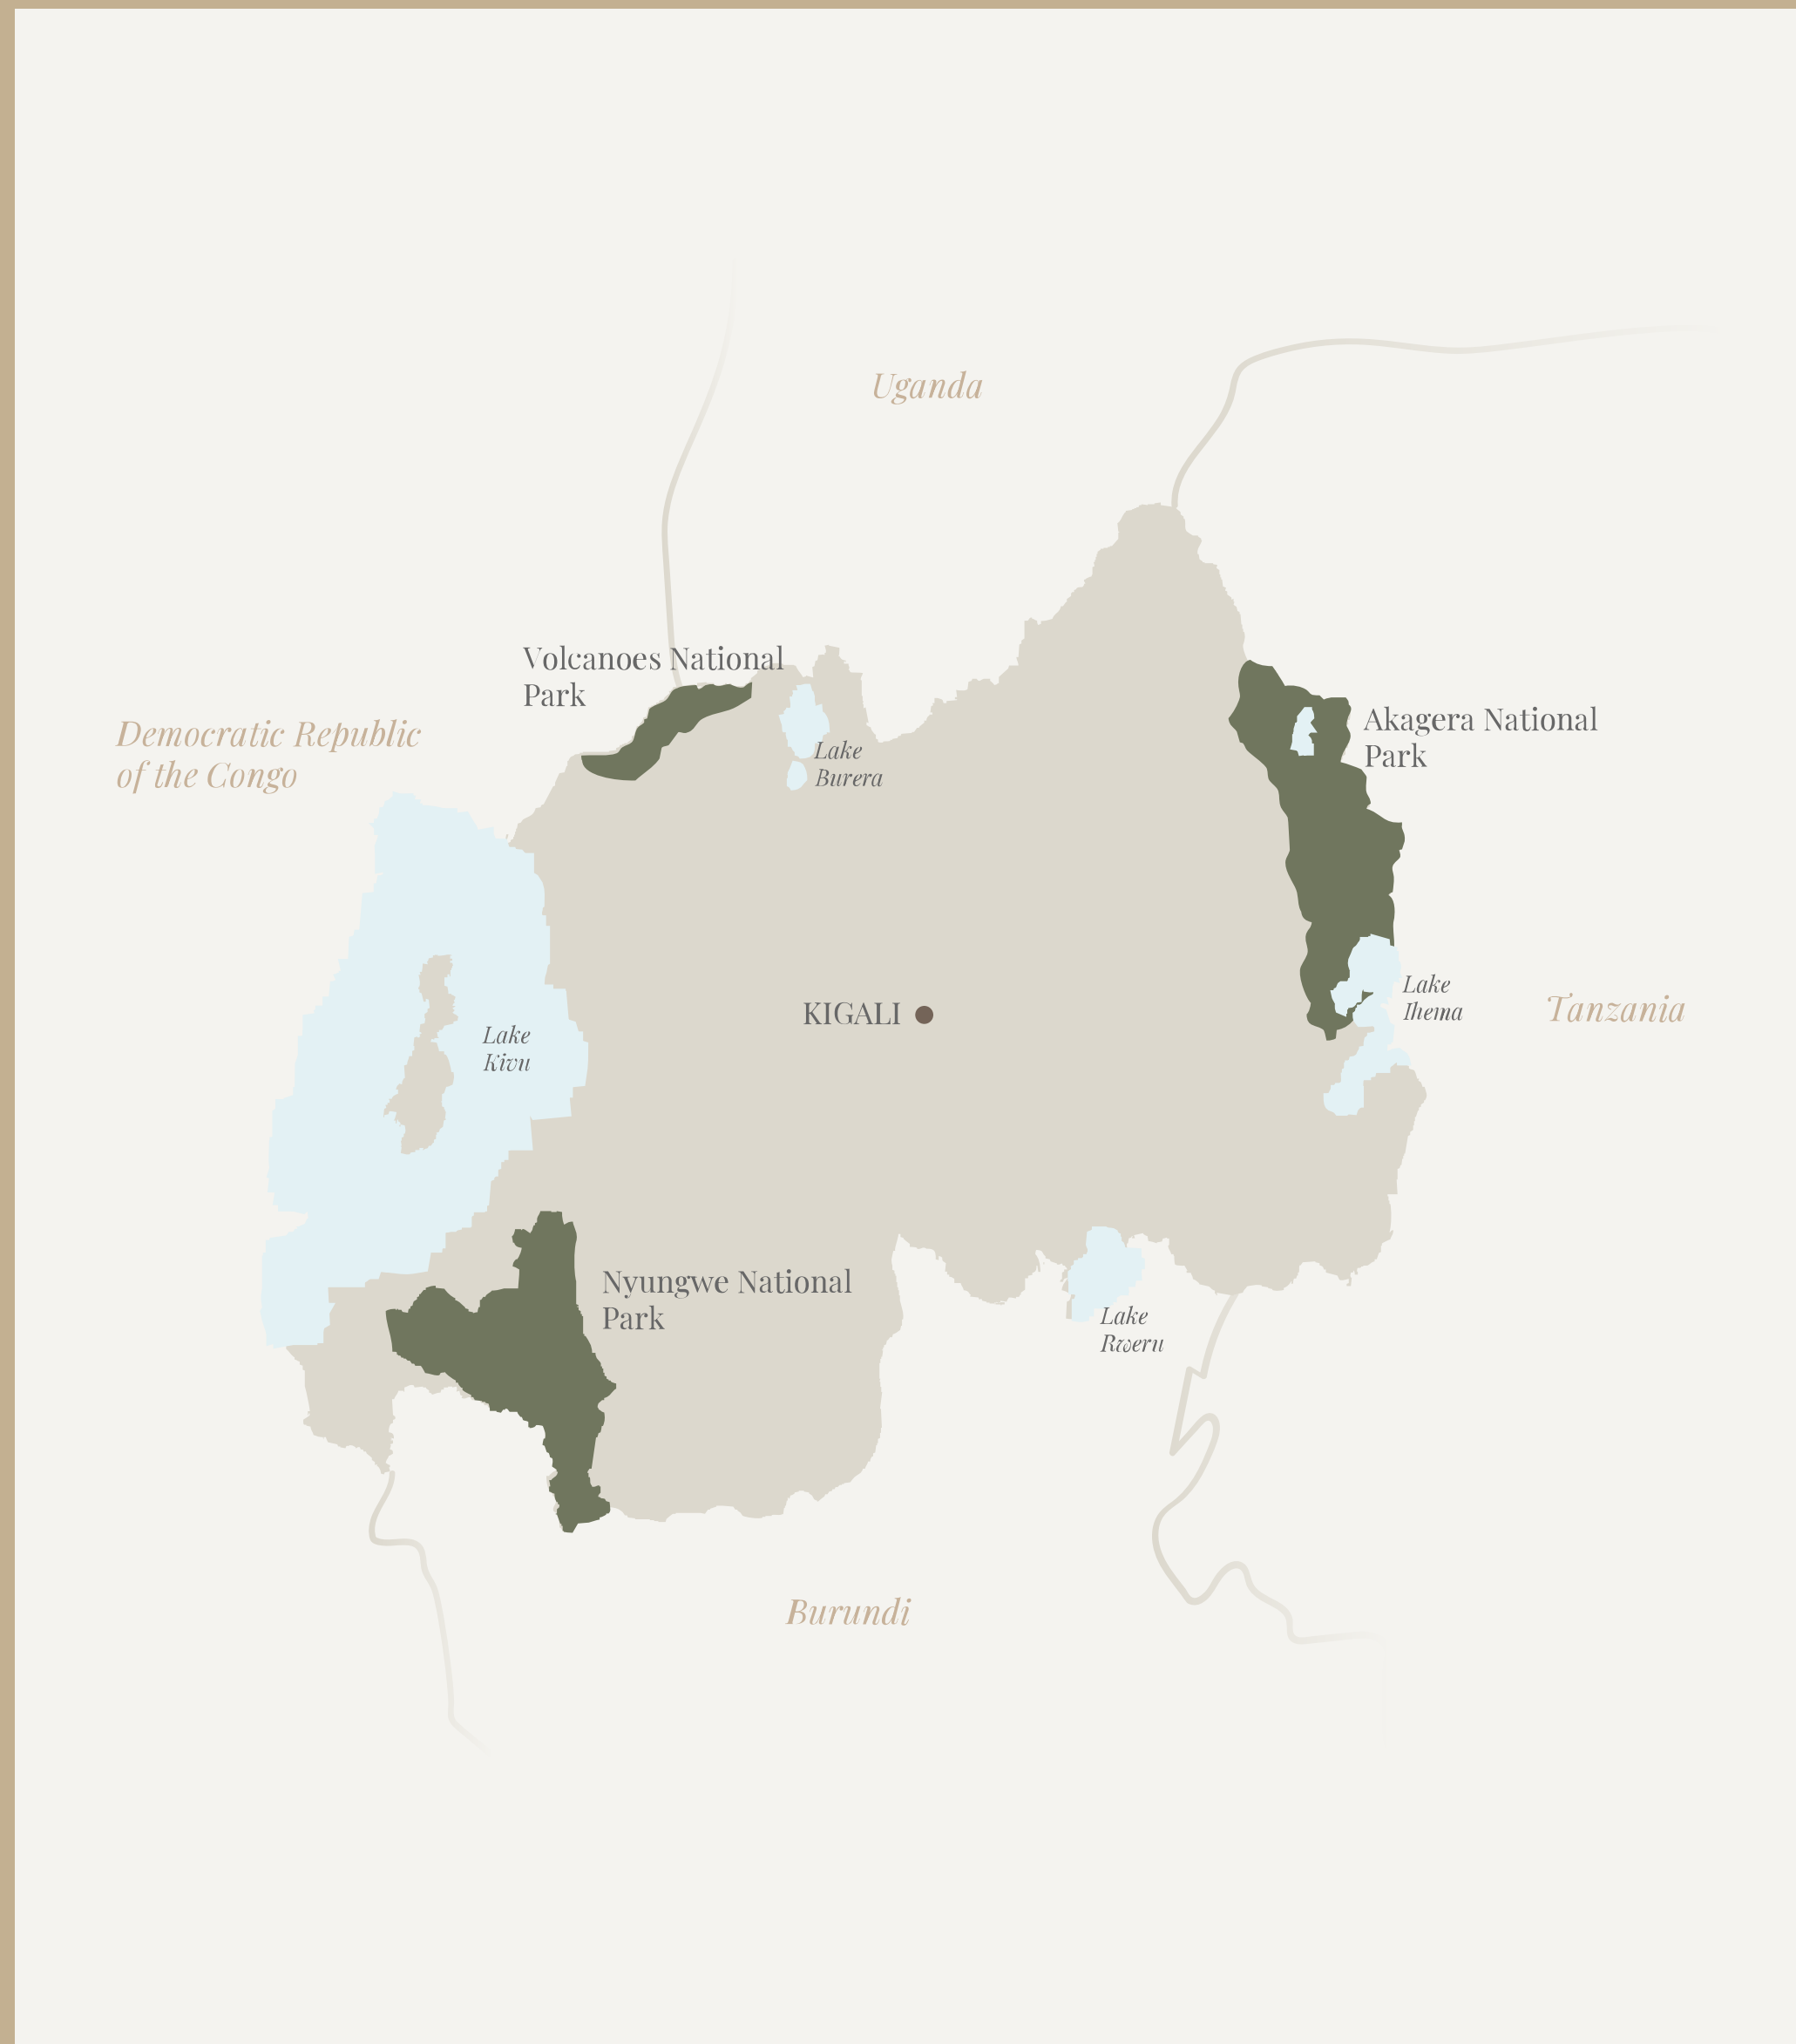 Uganda
Volcanoes National
Park
Democratic Republic
of the Congo
Lake
Burera
Akagera National
Park
Lake
Kivu
KIGALI
Lake
Ihema
Tanzania
Nyungwe National
Park
Lake
Rweru
Burundi